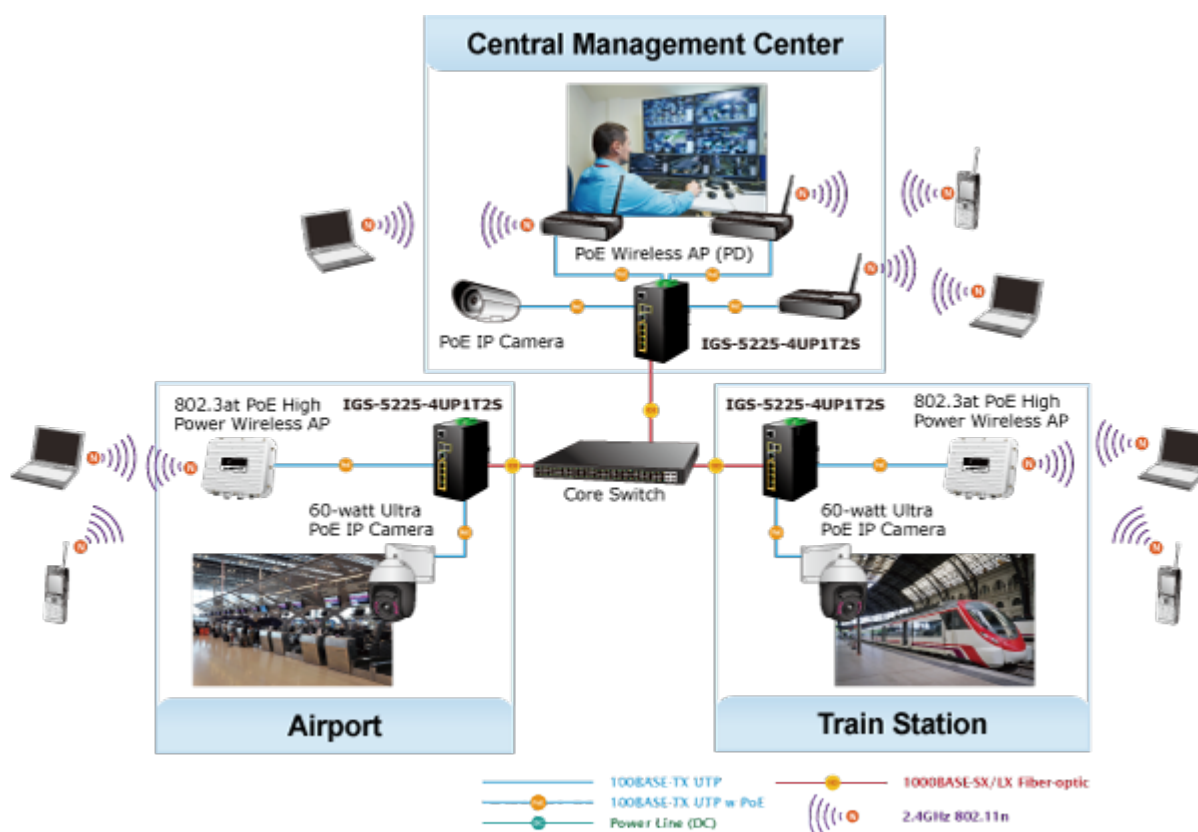 Central Management Center
PoE Wireless AP (PD)
PoE IP Camera
IGS-5225-4UP1T2S
802.3at PoE High
Power Wireless AP
IGS-5225-4UP1T2S
Core Switch
60-watt Ultra
PoE IP Camera
Airport
IGS-5225-4UP1T2S
802.3at PoE High
Power Wireless AP
60-watt Ultra
PoE IP Camera
Train Station
100BASE-TX UTP
100BASE-TX UTP w PoE
Power Line (DC)
1000BASE-SX/LX Fiber-optic
2.4GHz 802.11n